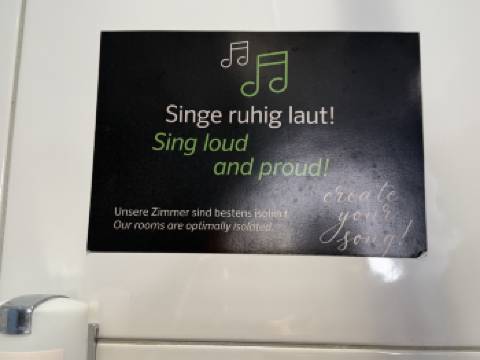 Singe ruhig laut!
Sing loud
and proud!
Unsere Zimmer sind bestens isoliert.
Our rooms are optimally isolated.
create
your
song!